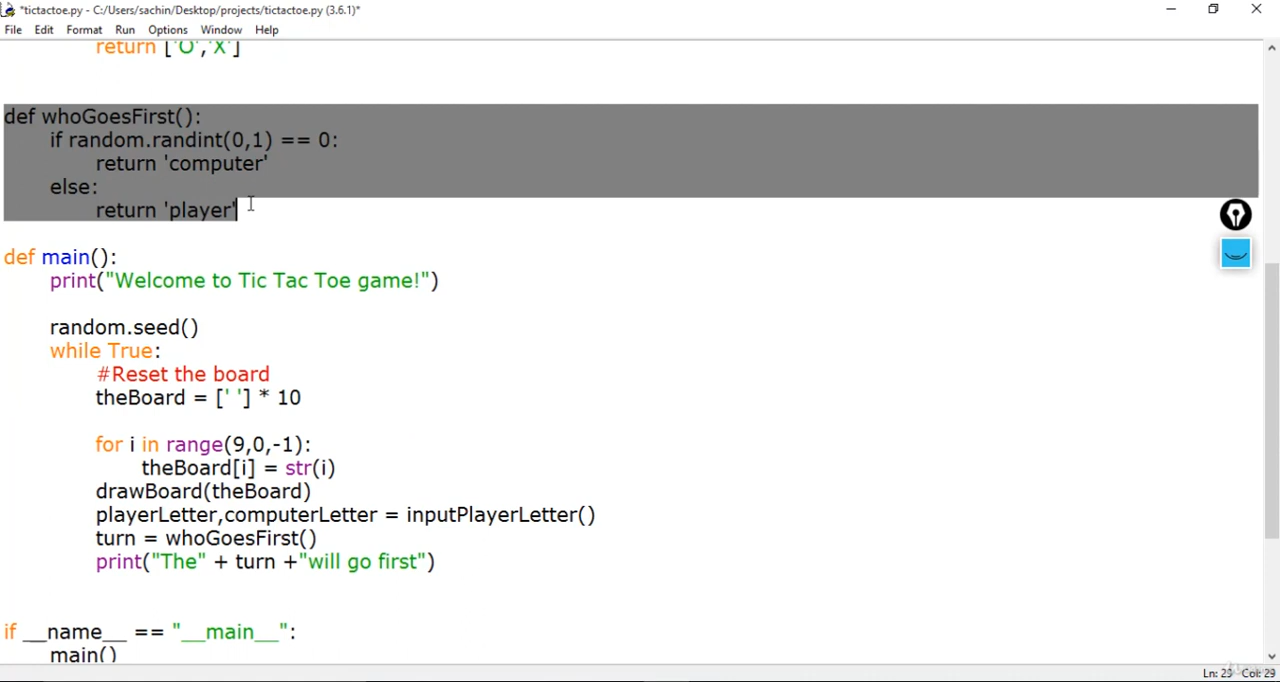 *tictactoe.py - C:/Users/sachin/Desktop/projects/tictactoe.py (3.6.1)*
File Edit Format Run Options Window Help
return ['O','X']
def whoGoesFirst():
if random.randint(0,1) == 0:
return 'computer'
else:
return 'player'
def main():
print("Welcome to Tic Tac Toe game!")
random.seed()
while True:
#Reset the board
theBoard = [' '] * 10
for i in range(9,0,-1):
theBoard[i] = str(i)
drawBoard(theBoard)
playerLetter,computerLetter = inputPlayerLetter()
turn = whoGoesFirst()
print("The" + turn +"will go first")
if __name__ == "__main__":
main()
Ln: 29 Col: 29